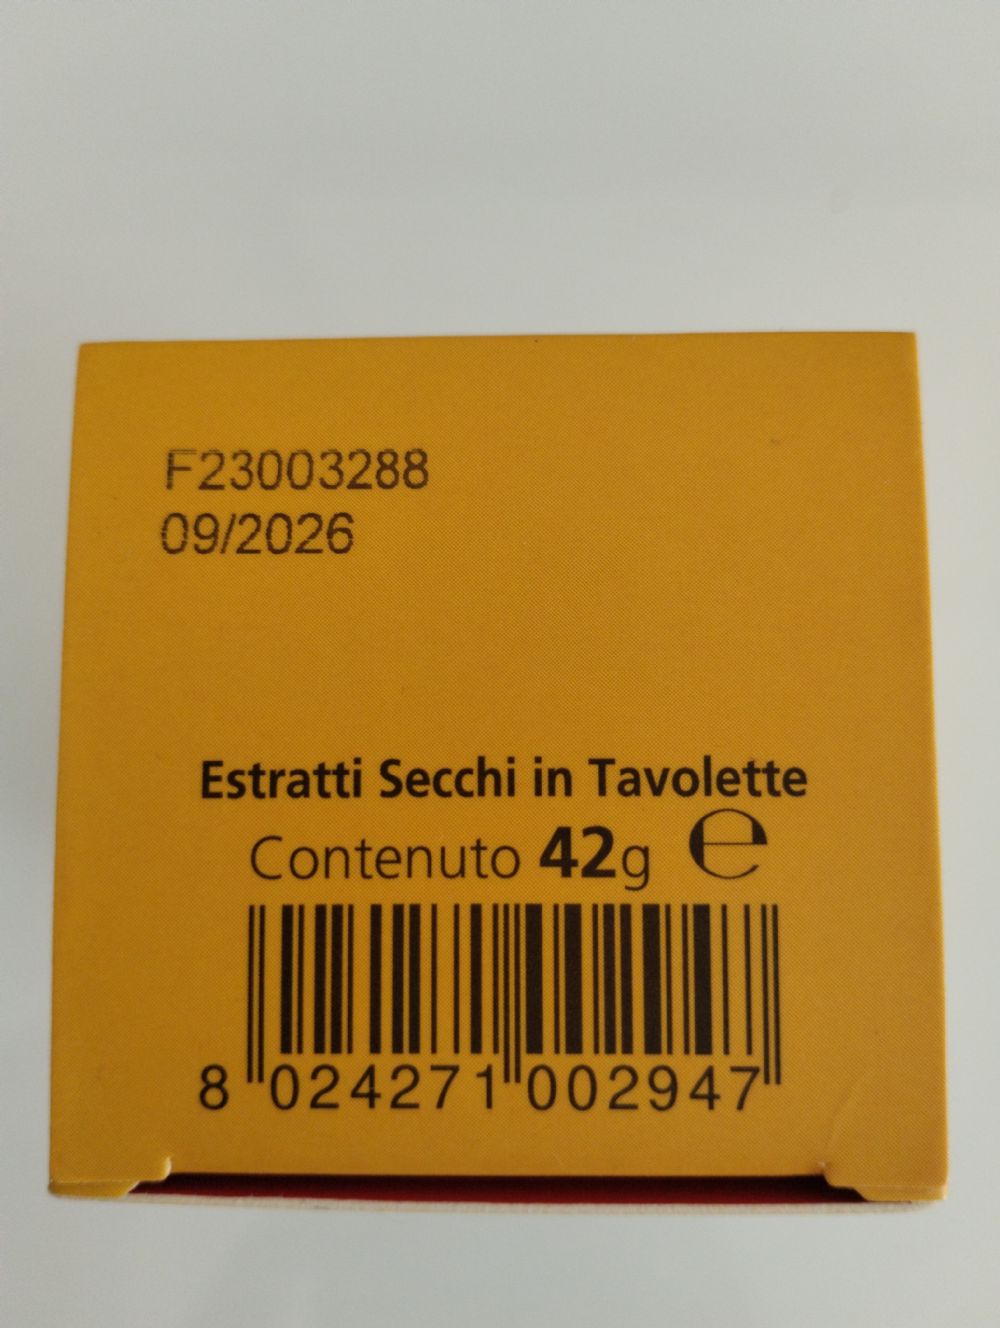 F23003288
09/2026
Estratti Secchi in Tavolette
Contenuto 42g ℮
8 024271 002947